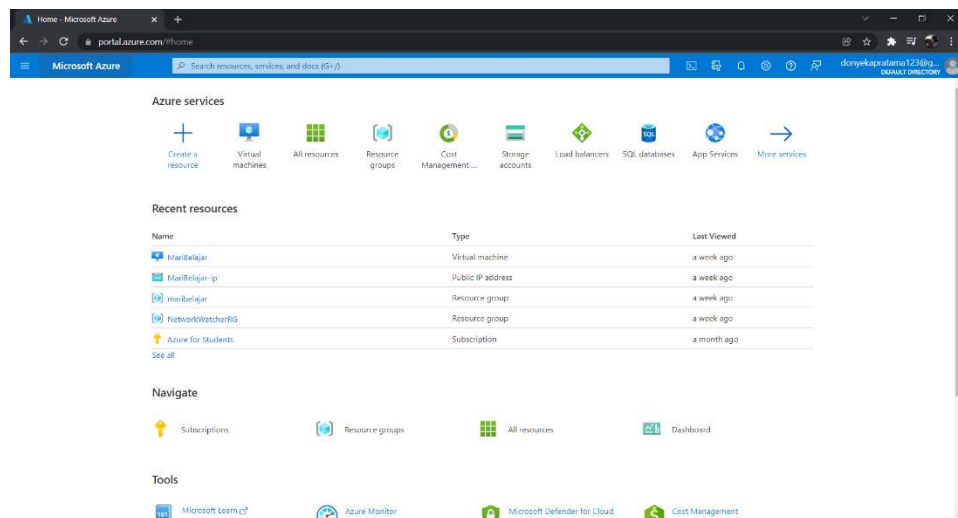 Home - Microsoft Azure
portal.azure.com/#home
Microsoft Azure
Search resources, services, and docs (G+/)
donyekapratama123@g...
DEFAULT DIRECTORY
Azure services
Create a resource
Virtual machines
All resources
Resource groups
Cost Management ...
Storage accounts
Load balancers
SQL databases
App Services
More services
Recent resources
Name Type Last Viewed
MariBelajar Virtual machine a week ago
MariBelajar-ip Public IP address a week ago
maribelajar Resource group a week ago
NetworkWatcherRG Resource group a week ago
Azure for Students Subscription a month ago
See all
Navigate
Subscriptions Resource groups All resources Dashboard
Tools
Microsoft Learn Azure Monitor Microsoft Defender for Cloud Cost Management